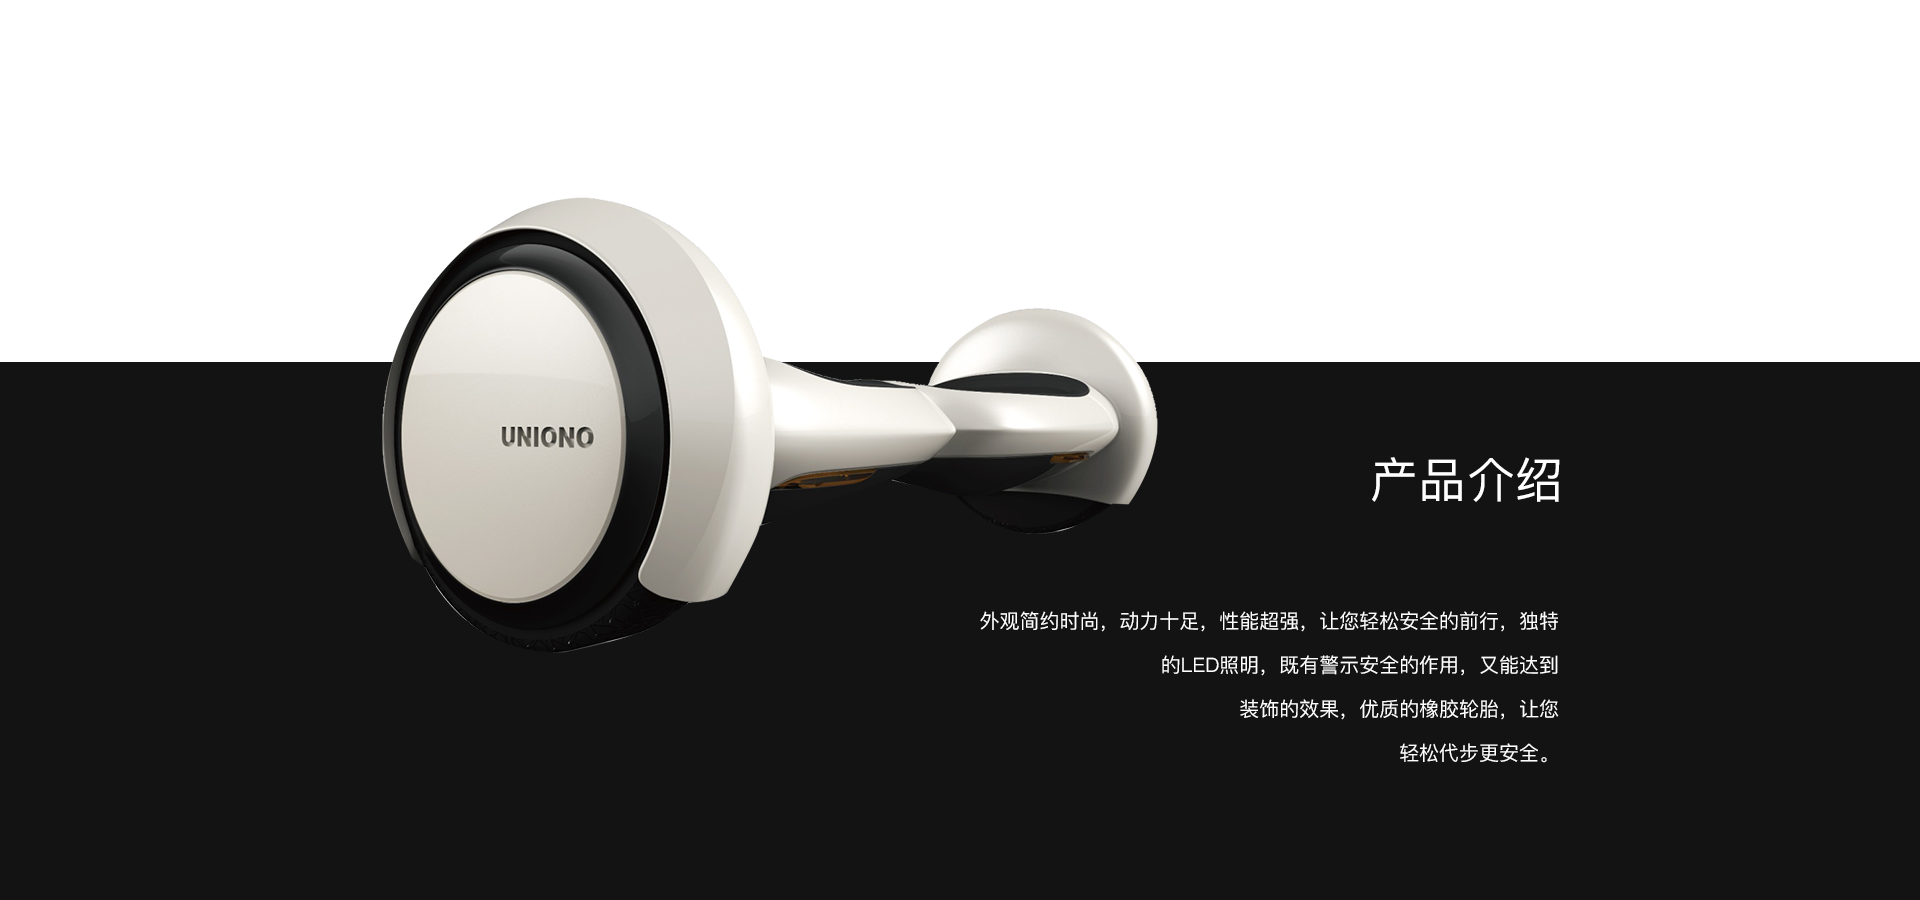 UNIONO
产品介绍
外观简约时尚，动力十足，性能超强，让您轻松安全的前行，独特
的LED照明，既有警示安全的作用，又能达到
装饰的效果，优质的橡胶轮胎，让您
轻松代步更安全。